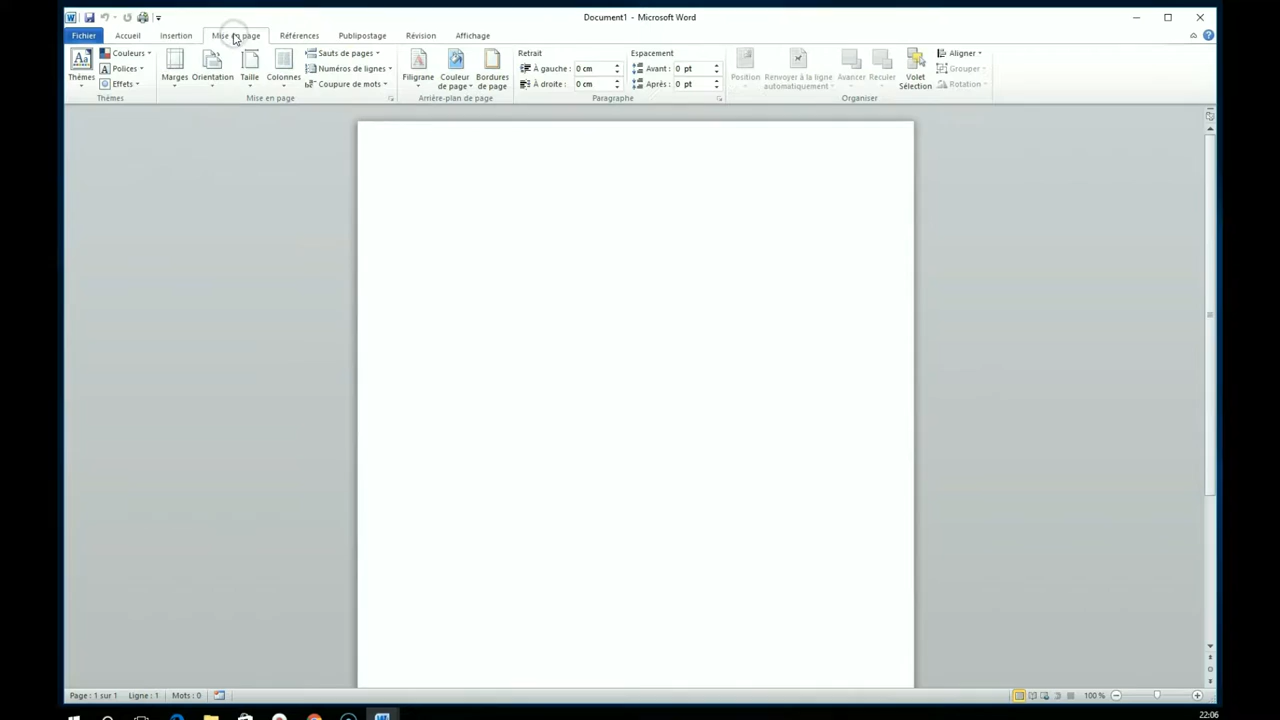 Document1 - Microsoft Word
Fichier Accueil Insertion Mise en page Références Publipostage Révision Affichage
Thèmes
Couleurs
Polices
Effets
Thèmes
Marges
Orientation
Taille
Colonnes
Sauts de pages
Numéros de lignes
Coupure de mots
Mise en page
Filigrane
Couleur de page
Bordures de page
Arrière-plan de page
Retrait
À gauche : 0 cm
À droite : 0 cm
Espacement
Avant : 0 pt
Après : 0 pt
Paragraphe
Position
Renvoyer à la ligne automatiquement
Avancer
Reculer
Volet Sélection
Aligner
Grouper
Rotation
Organiser
Page : 1 sur 1 Ligne : 1 Mots : 0 100 %
22:06